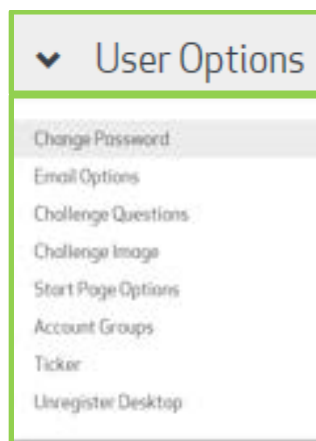 User Options
Change Password
Email Options
Challenge Questions
Challenge Image
Start Page Options
Account Groups
Ticker
Unregister Desktop